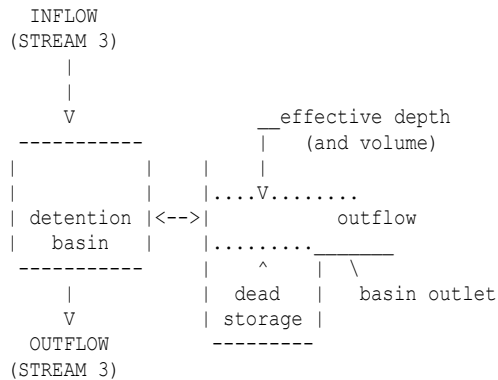 INFLOW
(STREAM 3)
effective depth
(and volume)
detention
basin
<-->
outflow
dead
storage
basin outlet
OUTFLOW
(STREAM 3)